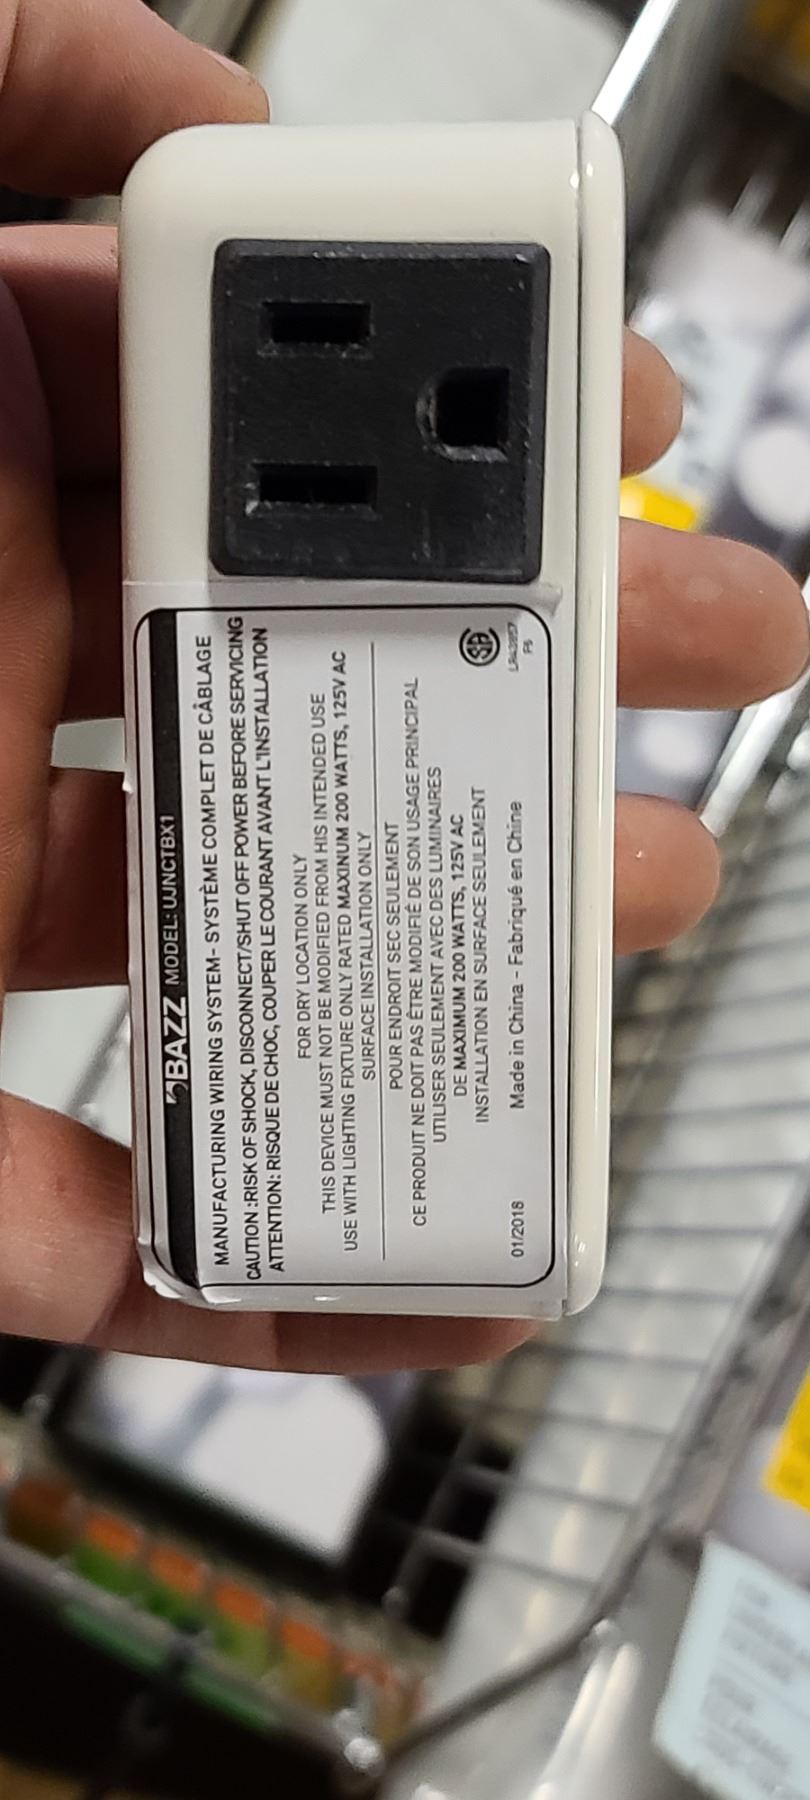 BAZZ MODEL: UJNCTBX1
MANUFACTURING WIRING SYSTEM- SYSTÈME COMPLET DE CÂBLAGE
CAUTION :RISK OF SHOCK, DISCONNECT/SHUT OFF POWER BEFORE SERVICING
ATTENTION: RISQUE DE CHOC, COUPER LE COURANT AVANT L'INSTALLATION
FOR DRY LOCATION ONLY
THIS DEVICE MUST NOT BE MODIFIED FROM HIS INTENDED USE
USE WITH LIGHTING FIXTURE ONLY RATED MAXINUM 200 WATTS, 125V AC
SURFACE INSTALLATION ONLY
POUR ENDROIT SEC SEULEMENT
CE PRODUIT NE DOIT PAS ÊTRE MODIFIÉ DE SON USAGE PRINCIPAL
UTILISER SEULEMENT AVEC DES LUMINAIRES
DE MAXIMUM 200 WATTS, 125V AC
INSTALLATION EN SURFACE SEULEMENT
01/2018 Made in China - Fabriqué en Chine